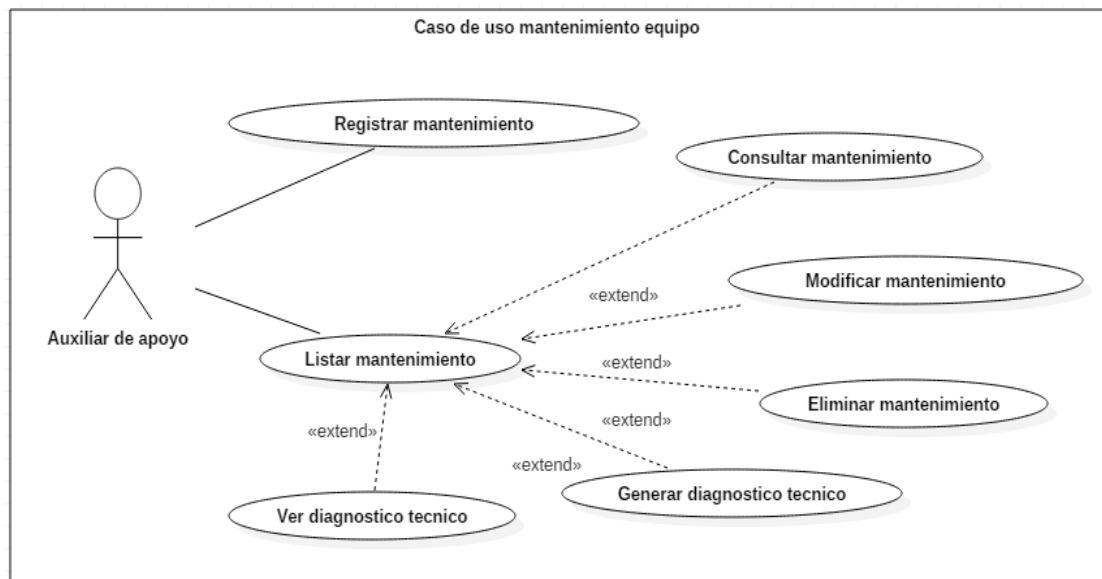 Caso de uso mantenimiento equipo
Registrar mantenimiento
Consultar mantenimiento
Modificar mantenimiento
«extend»
Auxiliar de apoyo
Listar mantenimiento
«extend»
Eliminar mantenimiento
«extend»
«extend»
«extend»
Generar diagnostico tecnico
Ver diagnostico tecnico